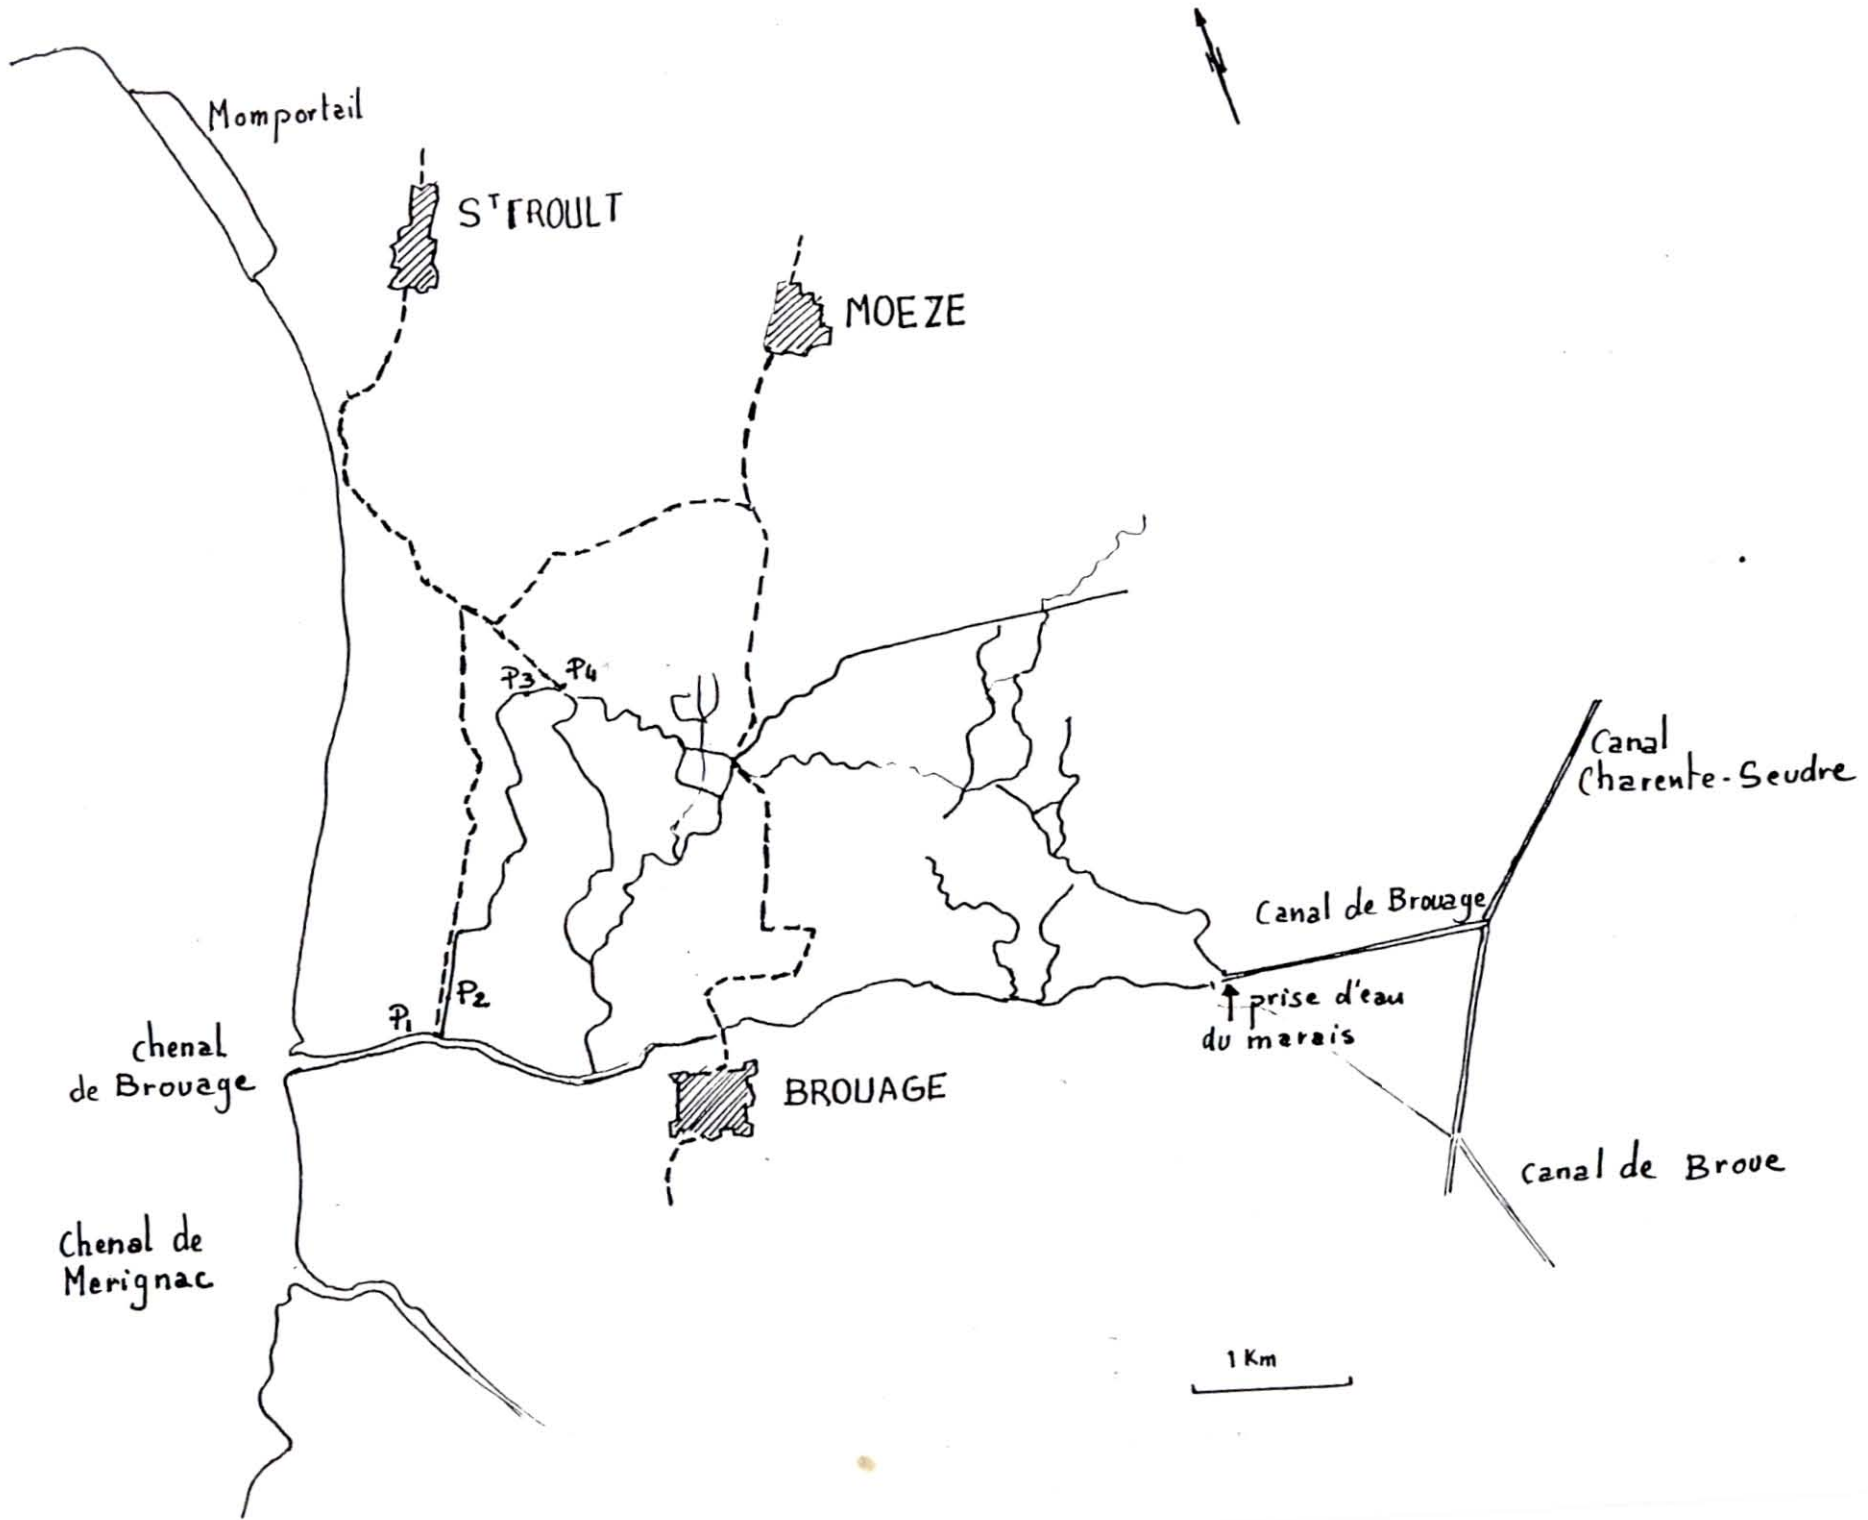 N
Momportail
Sᵀ FROULT
MOEZE
P3 P4
Canal
Charente-Seudre
Canal de Brouage
P1 P2
prise d'eau
du marais
chenal
de Brouage
BROUAGE
Canal de Broue
Chenal de
Merignac
1 Km